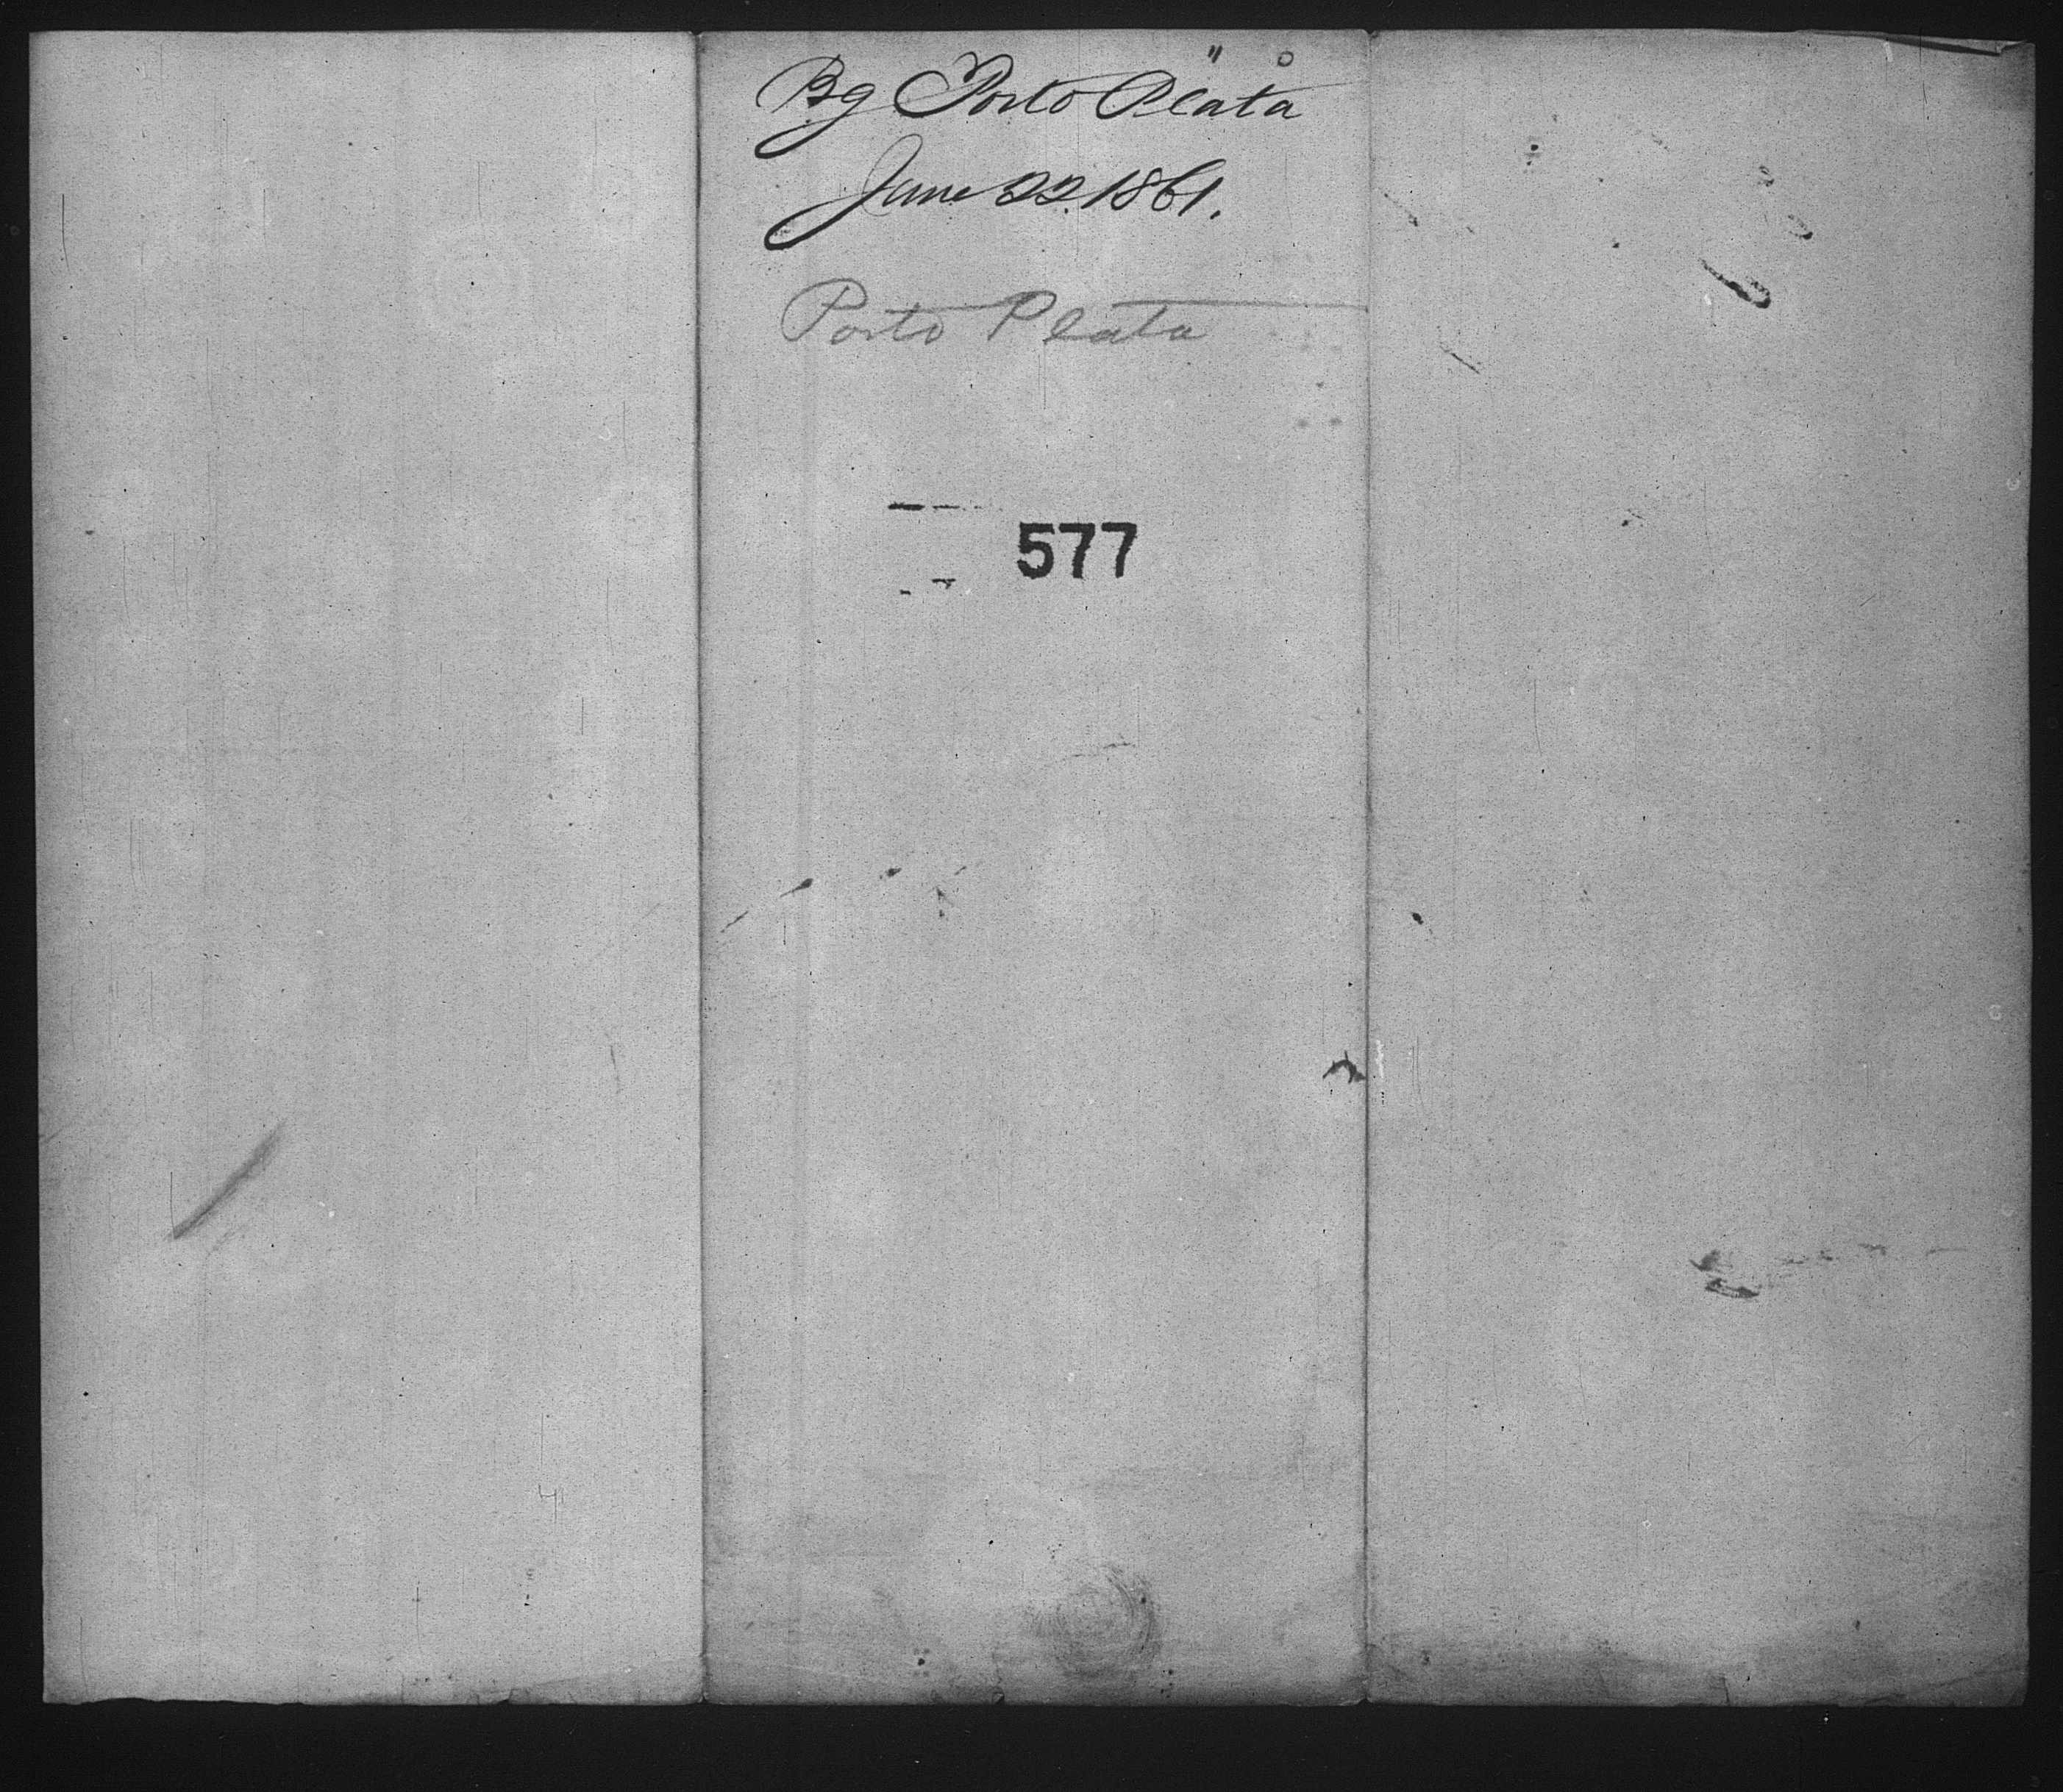 Bg Porto Plata
June 22. 1861.
Porto Plata
577